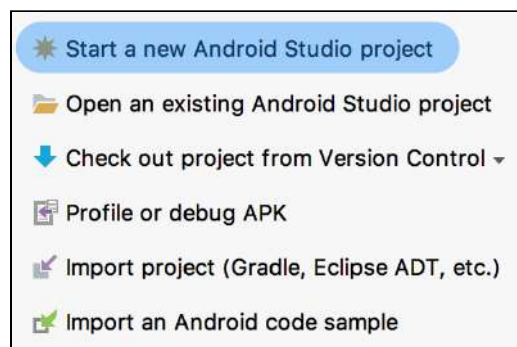 Start a new Android Studio project
Open an existing Android Studio project
Check out project from Version Control
Profile or debug APK
Import project (Gradle, Eclipse ADT, etc.)
Import an Android code sample